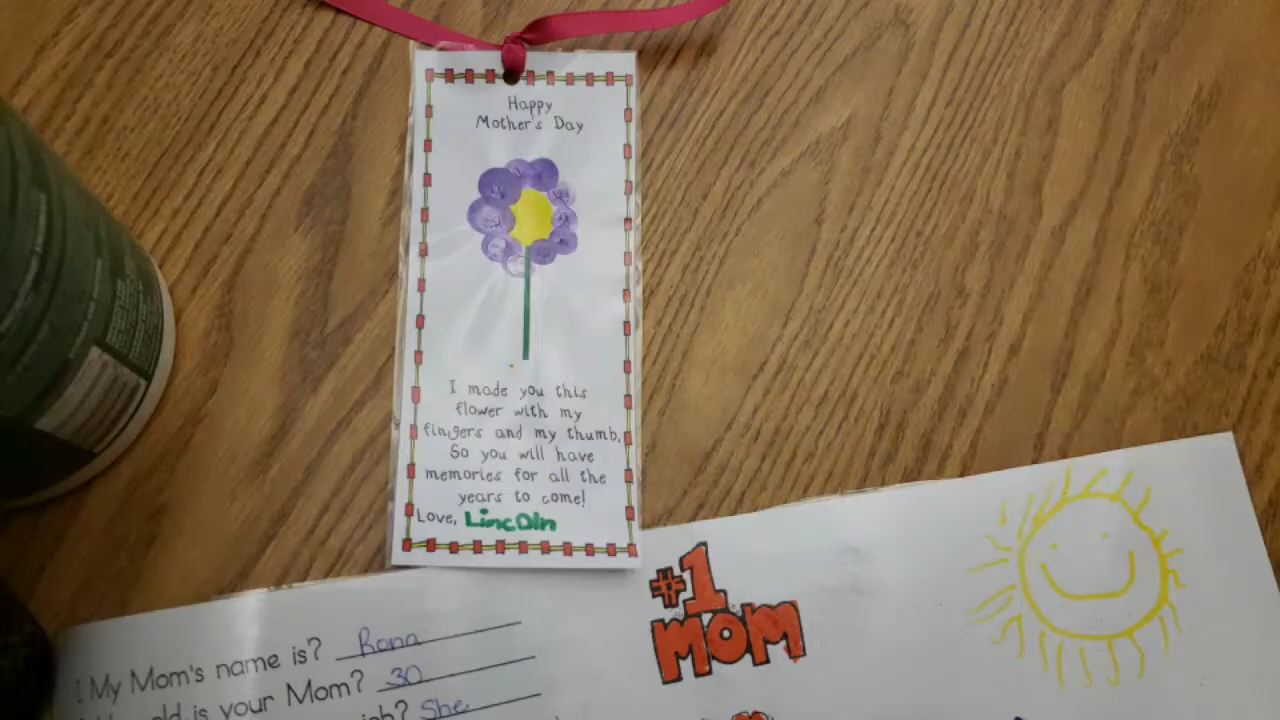 Happy
Mother's Day
I made you this
flower with my
fingers and my thumb,
So you will have
memories for all the
years to come!
Love, Lincoln
#1
MOM
My Mom's name is? Rona
old is your Mom? 30
job? She